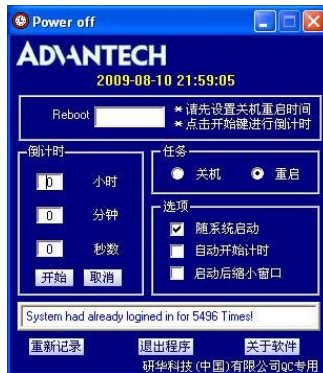 Power off
ADVANTECH
2009-08-10 21:59:05
Reboot
*请先设置关机重启时间
*点击开始键进行倒计时
倒计时
0 小时
0 分钟
0 秒数
开始 取消
任务
关机 重启
选项
随系统启动
自动开始计时
启动后缩小窗口
System had already logined in for 5496 Times!
重新记录 退出程序 关于软件
研华科技(中国)有限公司QC专用